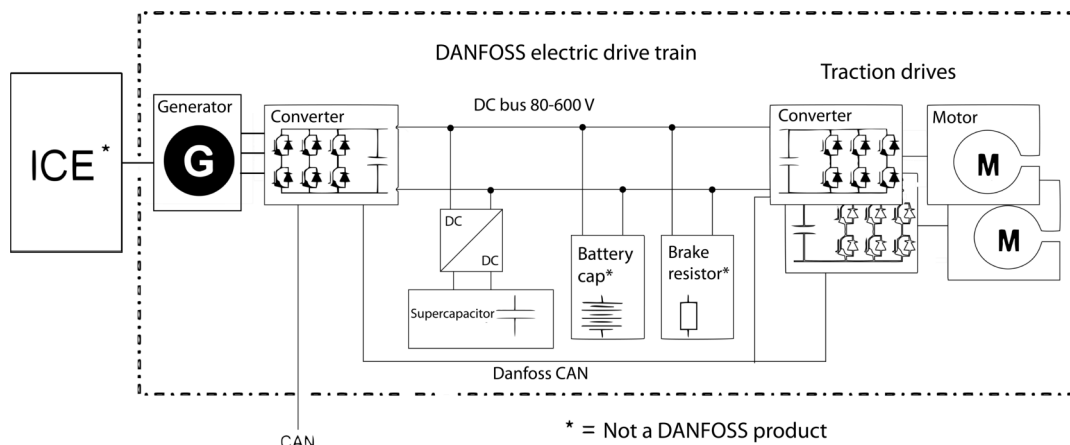 DANFOSS electric drive train
Traction drives
ICE*
Generator
G
Converter
DC bus 80-600 V
Converter
Motor
M
M
DC
DC
Supercapacitor
Battery
cap*
Brake
resistor*
Danfoss CAN
CAN
* = Not a DANFOSS product